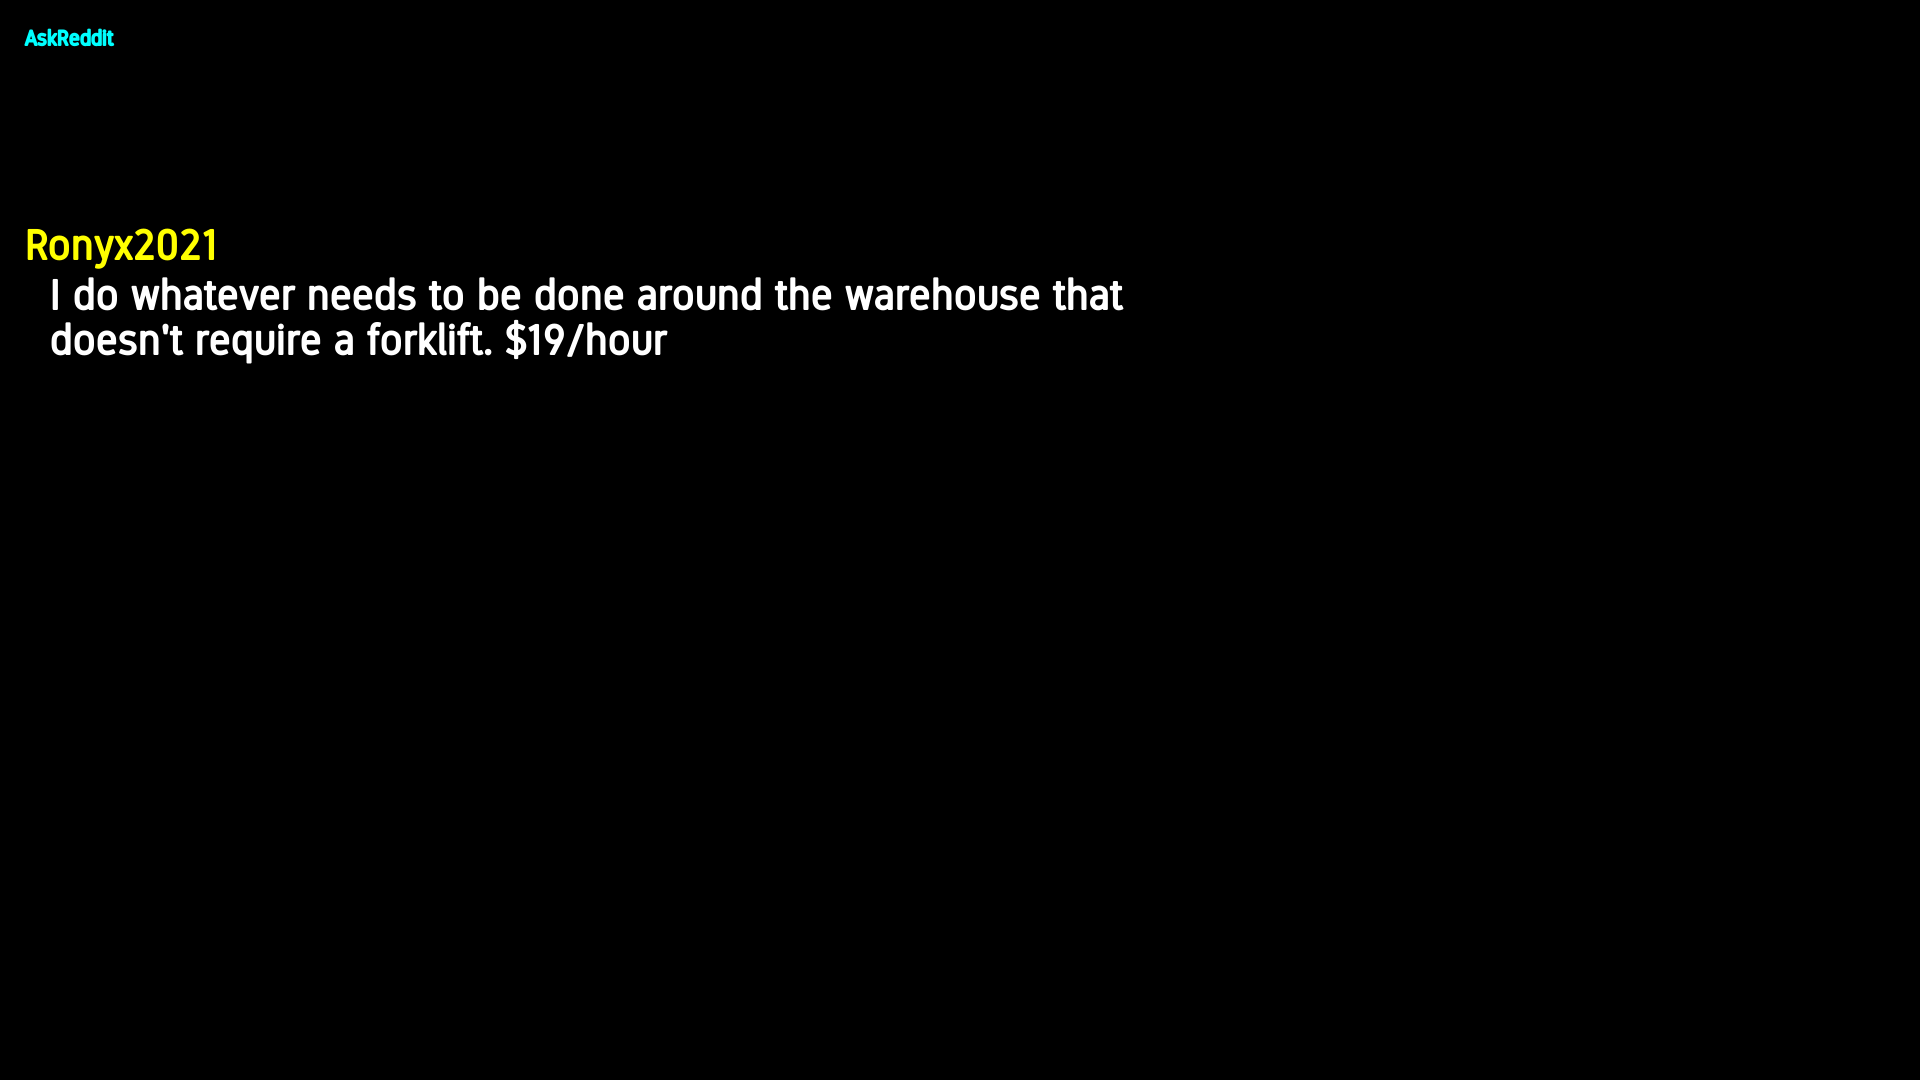 AskReddit
Ronyx2021
I do whatever needs to be done around the warehouse that
doesn't require a forklift. $19/hour